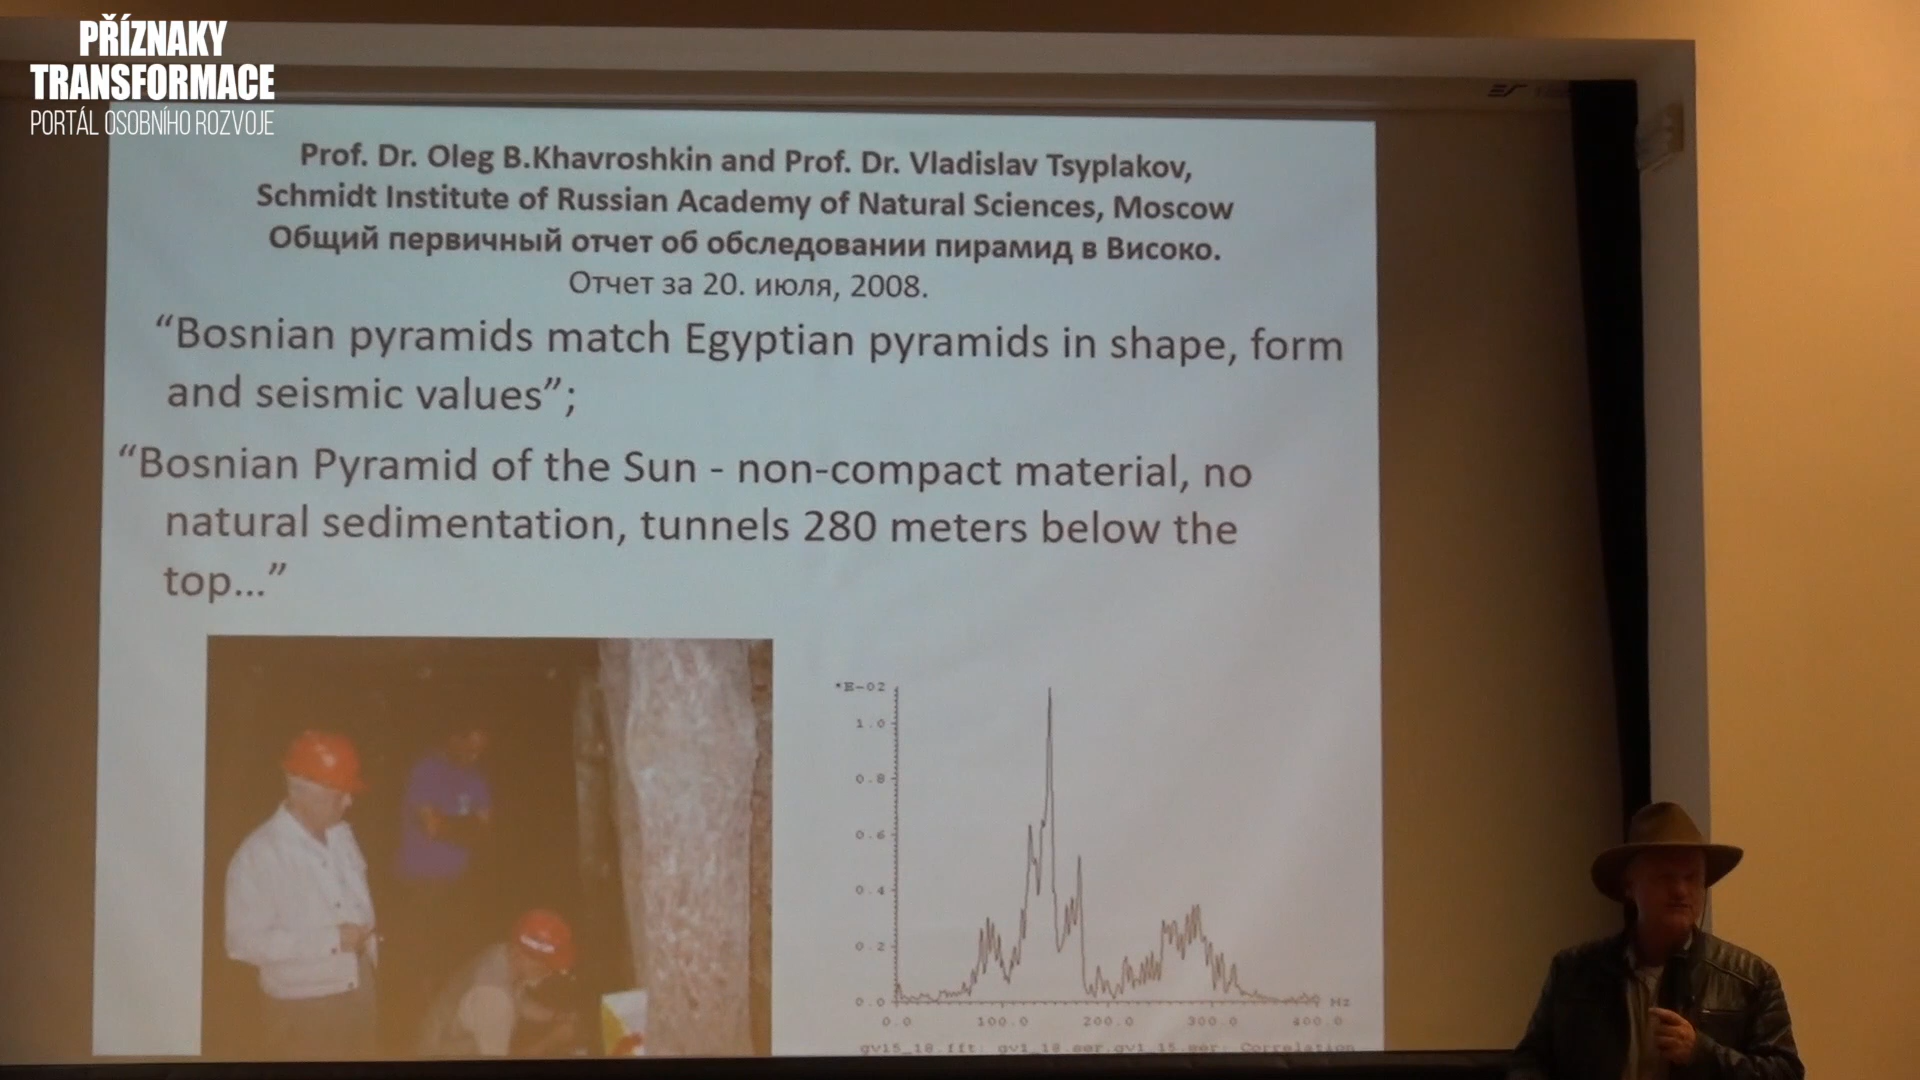 PŘÍZNAKY
TRANSFORMACE
PORTÁL OSOBNÍHO ROZVOJE
Prof. Dr. Oleg B.Khavroshkin and Prof. Dr. Vladislav Tsyplakov,
Schmidt Institute of Russian Academy of Natural Sciences, Moscow
Общий первичный отчет об обследовании пирамид в Високо.
Отчет за 20. июля, 2008.
“Bosnian pyramids match Egyptian pyramids in shape, form
and seismic values”;
“Bosnian Pyramid of the Sun - non-compact material, no
natural sedimentation, tunnels 280 meters below the
top...”
*E-02
1.0
0.8
0.6
0.4
0.2
0.0
Hz
0.0 100.0 200.0 300.0 400.0
Correlation